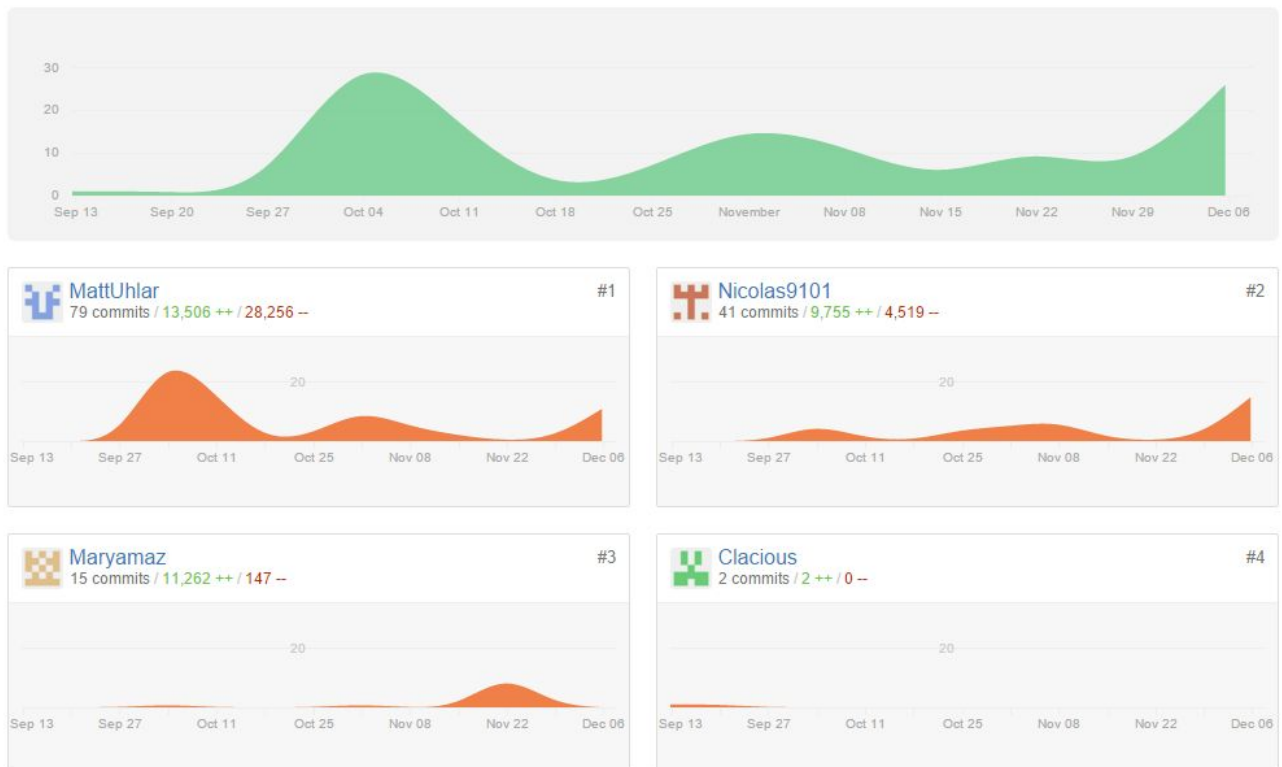 30
20
10
0
Sep 13 Sep 20 Sep 27 Oct 04 Oct 11 Oct 18 Oct 25 November Nov 08 Nov 15 Nov 22 Nov 29 Dec 06
MattUhlar #1
79 commits / 13,506 ++ / 28,256 --
20
Sep 13 Sep 27 Oct 11 Oct 25 Nov 08 Nov 22 Dec 06
Nicolas9101 #2
41 commits / 9,755 ++ / 4,519 --
20
Sep 13 Sep 27 Oct 11 Oct 25 Nov 08 Nov 22 Dec 06
Maryamaz #3
15 commits / 11,262 ++ / 147 --
20
Sep 13 Sep 27 Oct 11 Oct 25 Nov 08 Nov 22 Dec 06
Clacious #4
2 commits / 2 ++ / 0 --
20
Sep 13 Sep 27 Oct 11 Oct 25 Nov 08 Nov 22 Dec 06